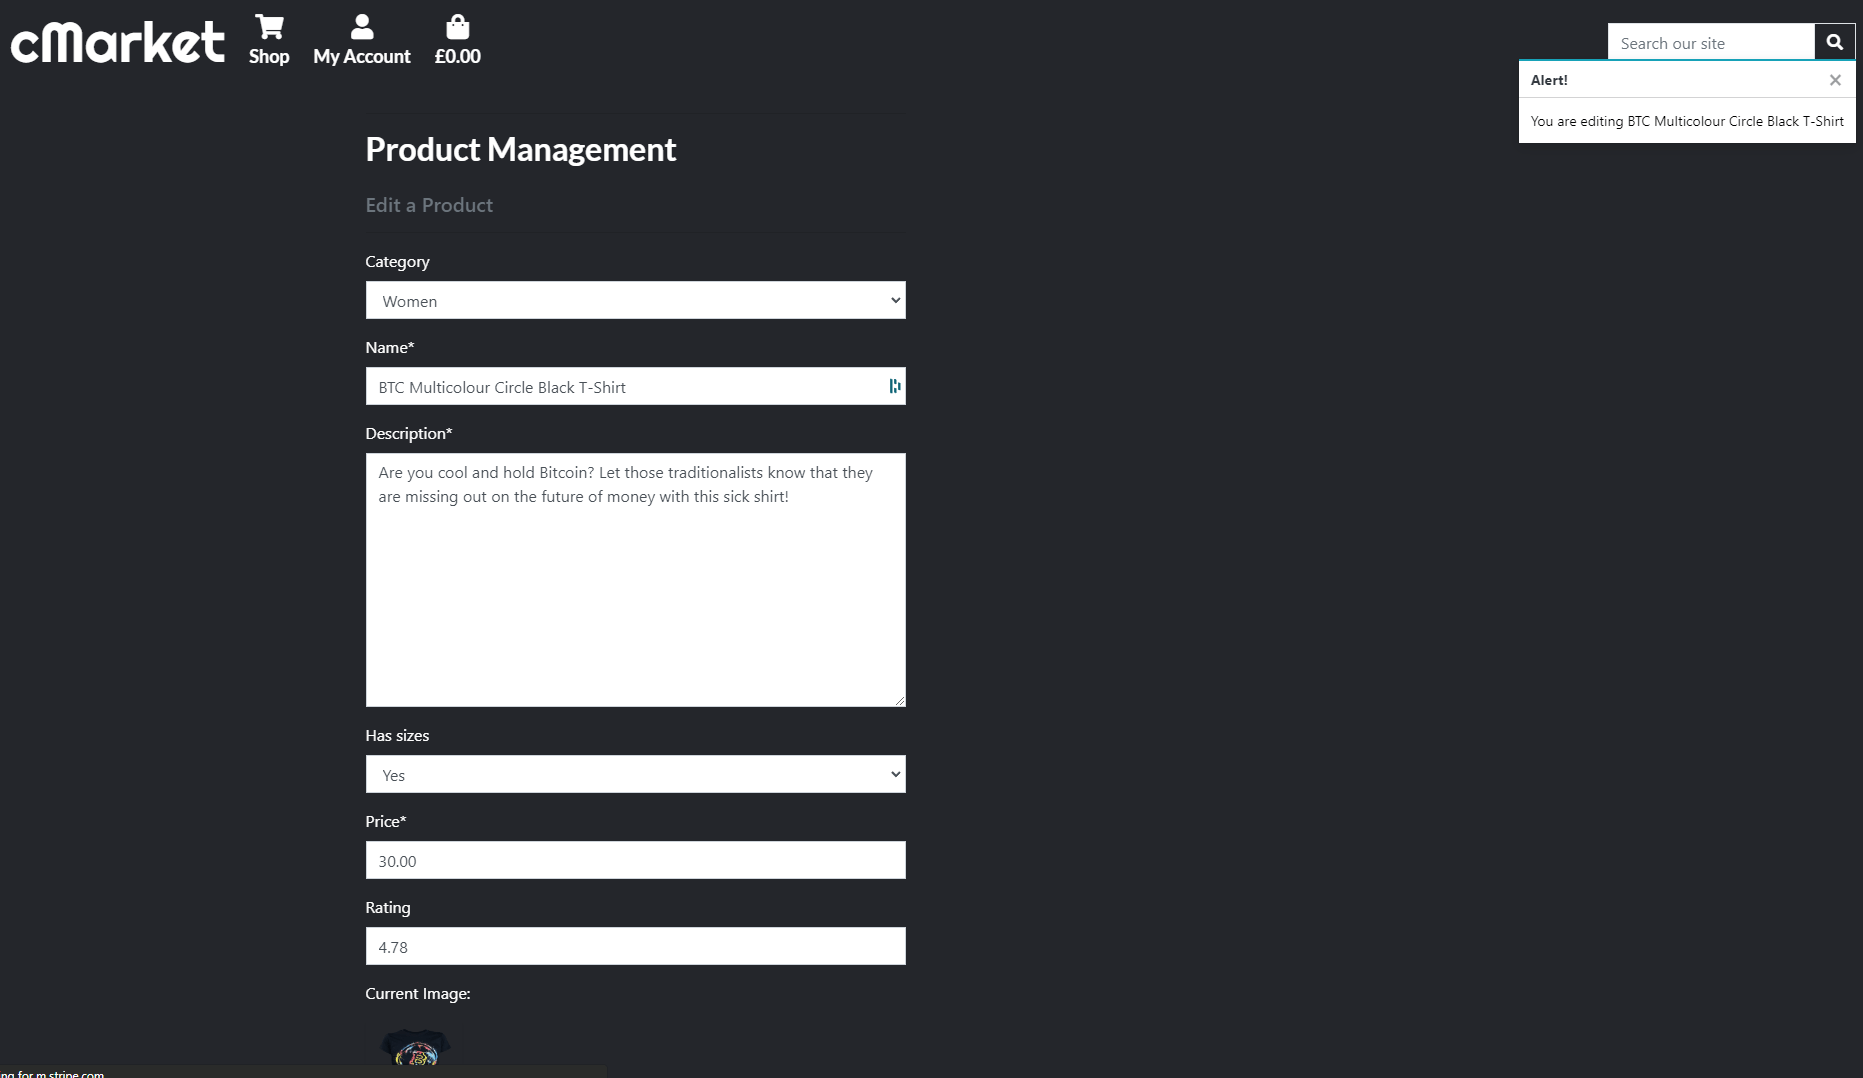 cMarket
Shop
My Account
£0.00
Search our site
Alert!
You are editing BTC Multicolour Circle Black T-Shirt
Product Management
Edit a Product
Category
Women
Name*
BTC Multicolour Circle Black T-Shirt
Description*
Are you cool and hold Bitcoin? Let those traditionalists know that they
are missing out on the future of money with this sick shirt!
Has sizes
Yes
Price*
30.00
Rating
4.78
Current Image:
ng for m.stripe.com